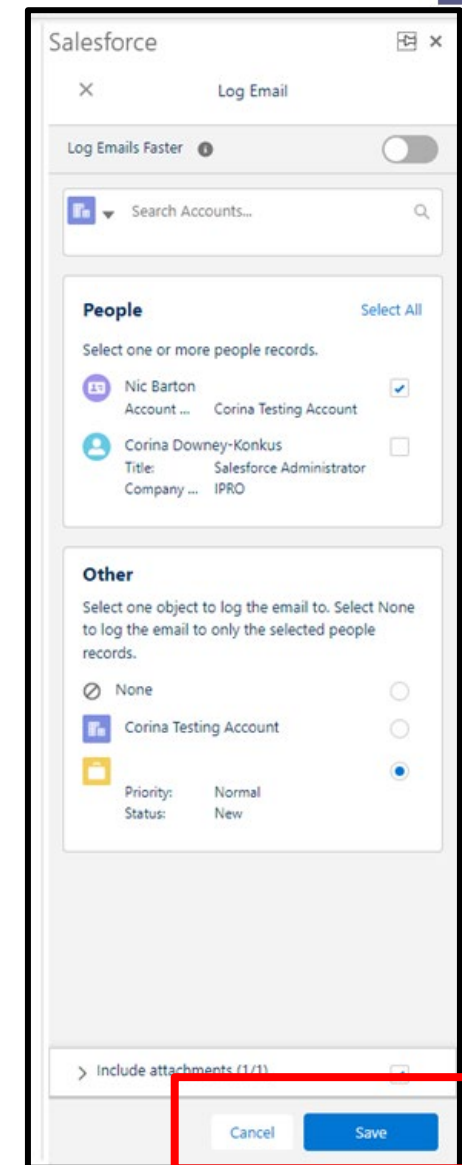 Salesforce
Log Email
Log Emails Faster
Search Accounts...
People Select All
Select one or more people records.
Nic Barton
Account ... Corina Testing Account
Corina Downey-Konkus
Title: Salesforce Administrator
Company ... IPRO
Other
Select one object to log the email to. Select None
to log the email to only the selected people
records.
None
Corina Testing Account
Priority: Normal
Status: New
Include attachments (1/1)
Cancel Save